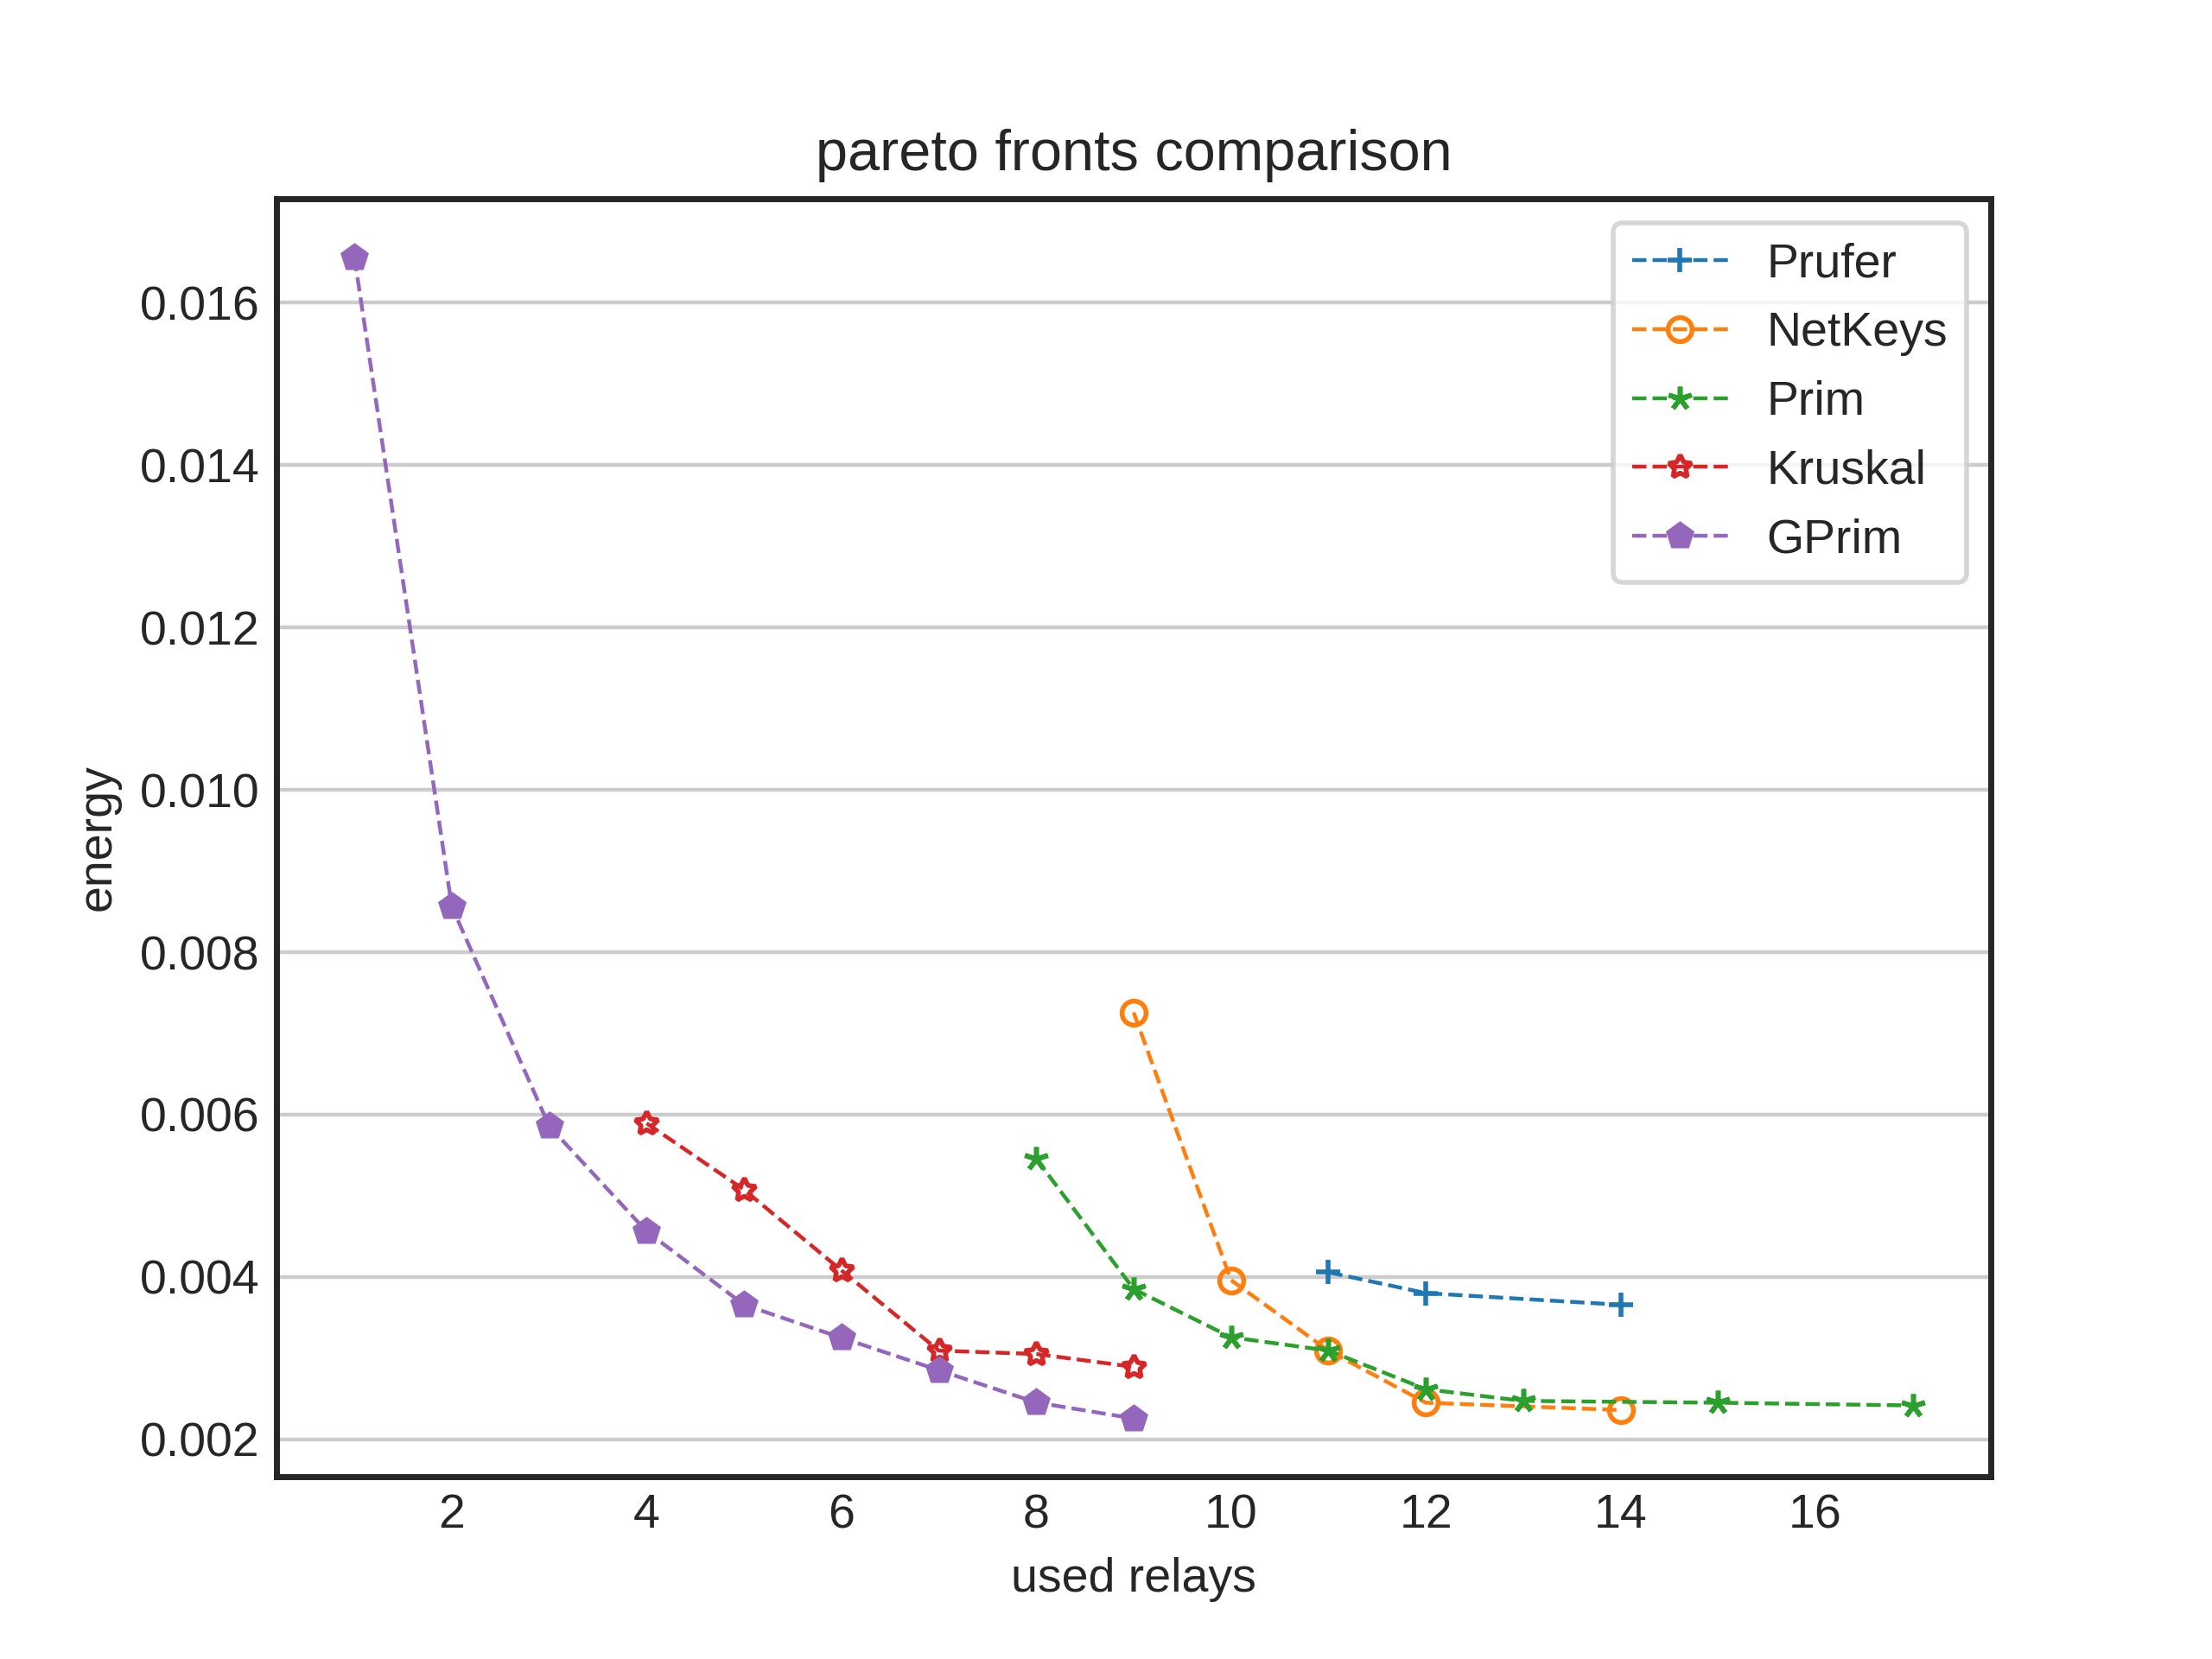 pareto fronts comparison
Prufer
NetKeys
Prim
Kruskal
GPrim
0.016
0.014
0.012
0.010
0.008
0.006
0.004
0.002
energy
2 4 6 8 10 12 14 16
used relays